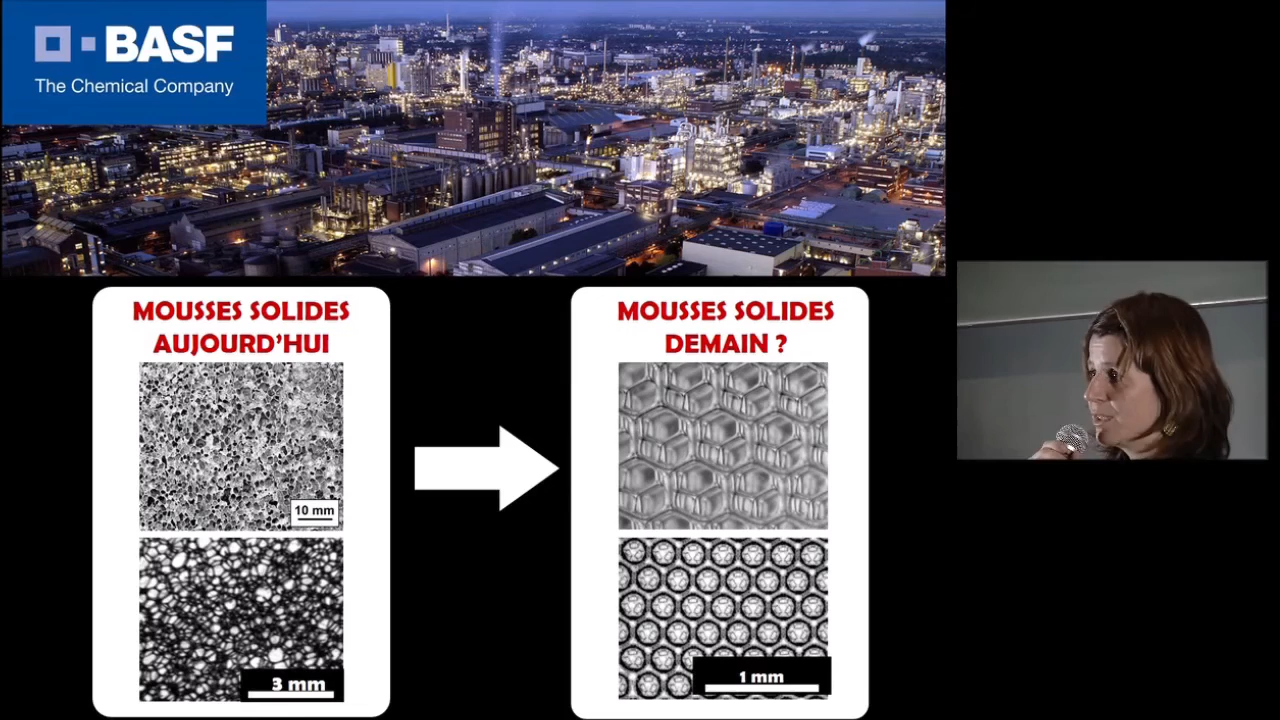 BASF
The Chemical Company
MOUSSES SOLIDES
AUJOURD'HUI
10 mm
3 mm
MOUSSES SOLIDES
DEMAIN ?
1 mm